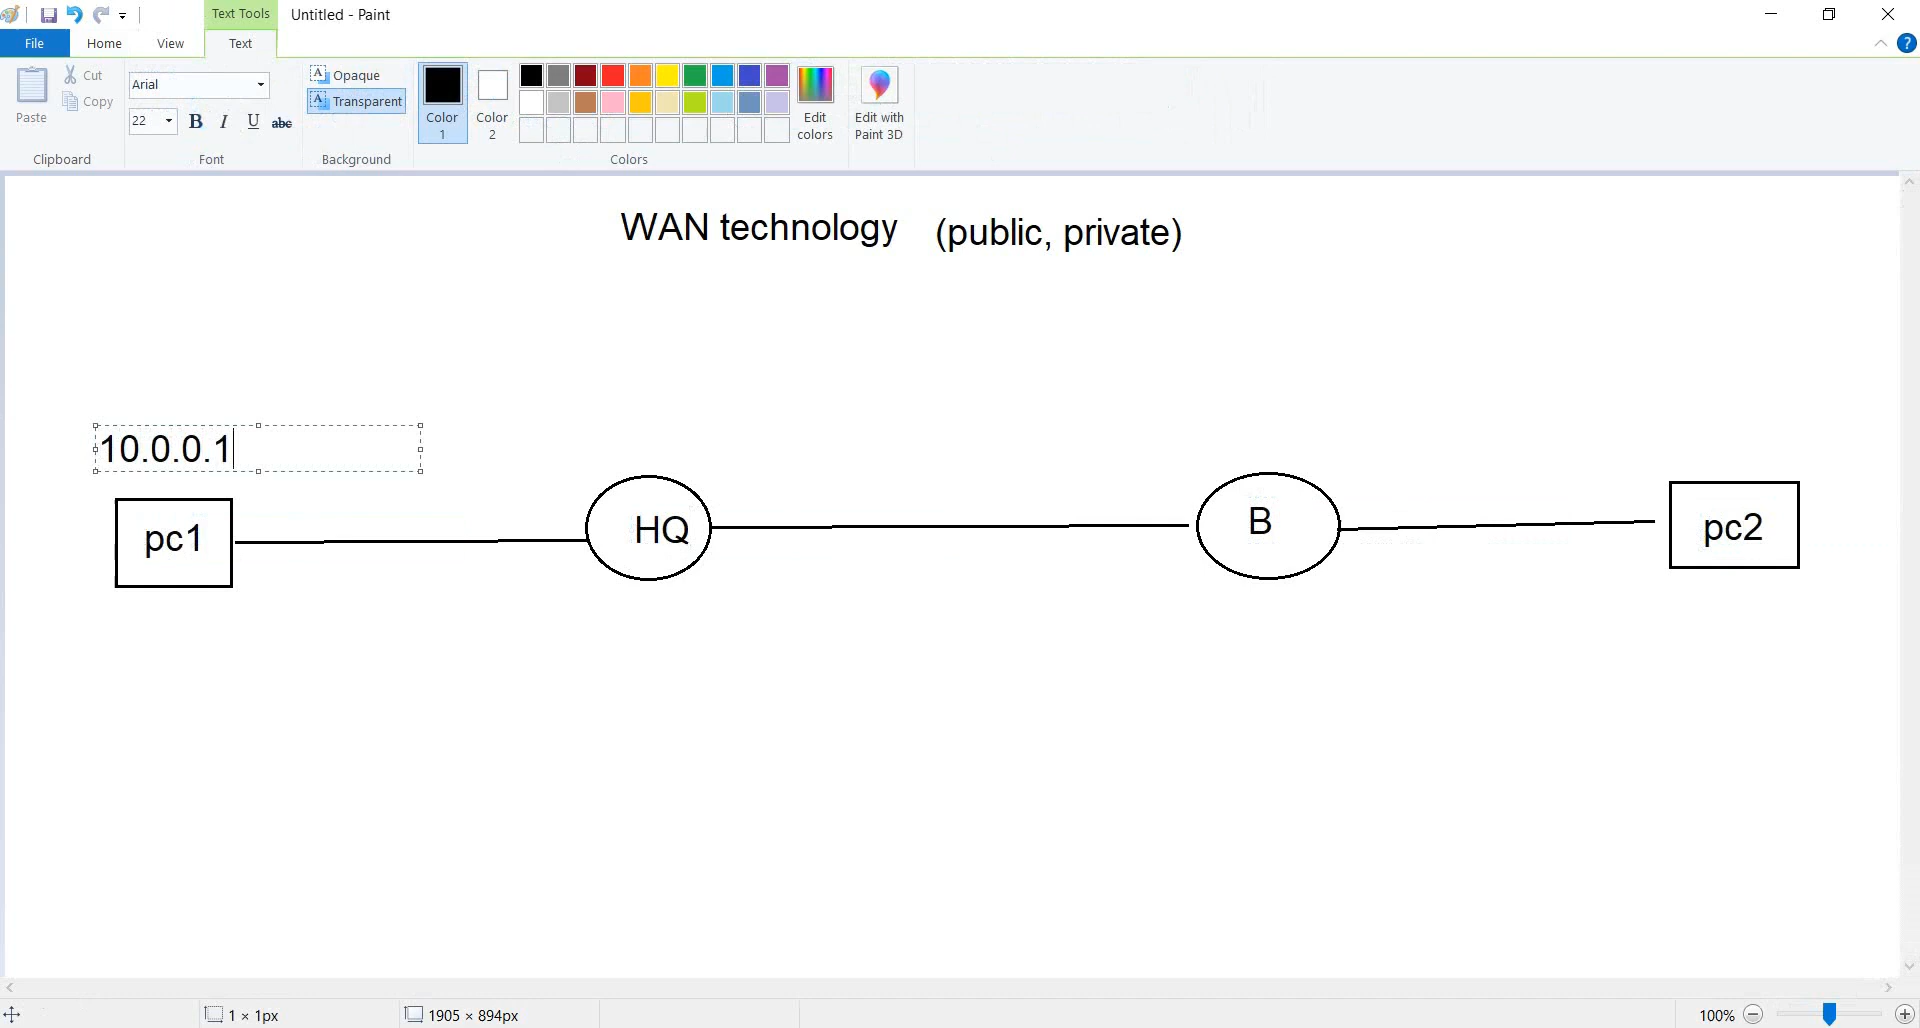 Text Tools
Untitled - Paint
File
Home
View
Text
?
Paste
Cut
Copy
Clipboard
Arial
22
B
I
U
abc
Font
A
Opaque
A
Transparent
Background
Color
1
Color
2
Edit
colors
Colors
Edit with
Paint 3D
WAN technology
(public, private)
10.0.0.1
pc1
HQ
B
pc2
1 × 1px
1905 × 894px
100%